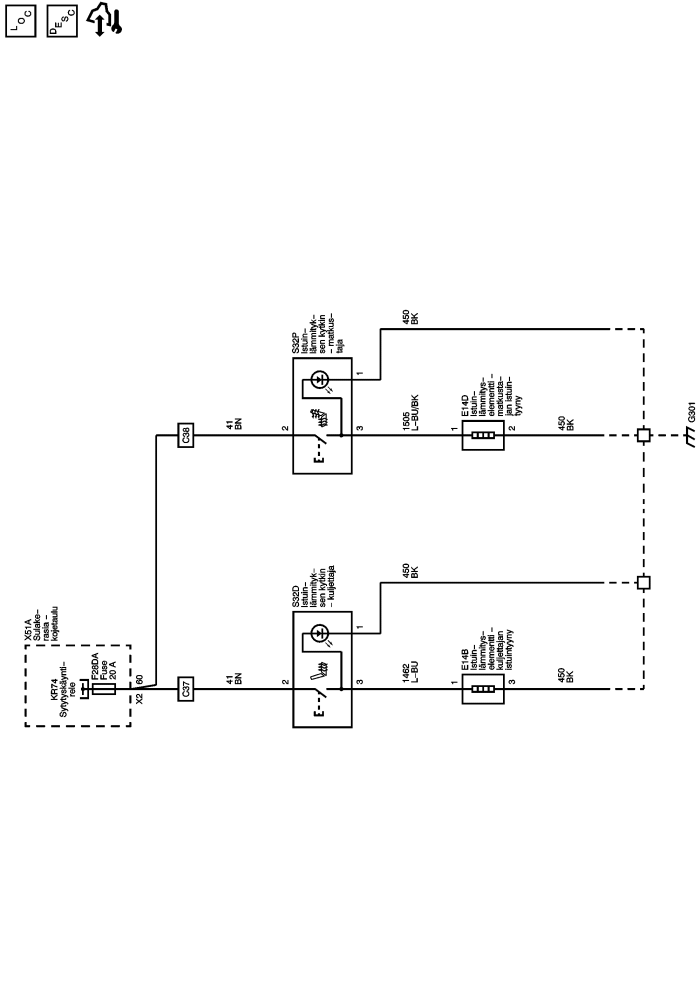 LOC
DESC
X51A
Sulake–
rasia –
kojetaulu
KR74
Sytytyskäynti–
rele
F28DA
Fuse
20 A
X2
60
C37
41
BN
2
S32D
Istuin–
lämmityk–
sen kytkin
– kuljettaja
1
3
450
BK
1462
L–BU
1
E14B
Istuin–
lämmitys–
elementti –
kuljettajan
istuintyyny
3
450
BK
C38
41
BN
2
S32P
Istuin–
lämmityk–
sen kytkin
– matkus–
taja
1
3
450
BK
1505
L–BU/BK
1
E14D
Istuin–
lämmitys–
elementti –
matkusta–
jan istuin–
tyyny
2
450
BK
G301